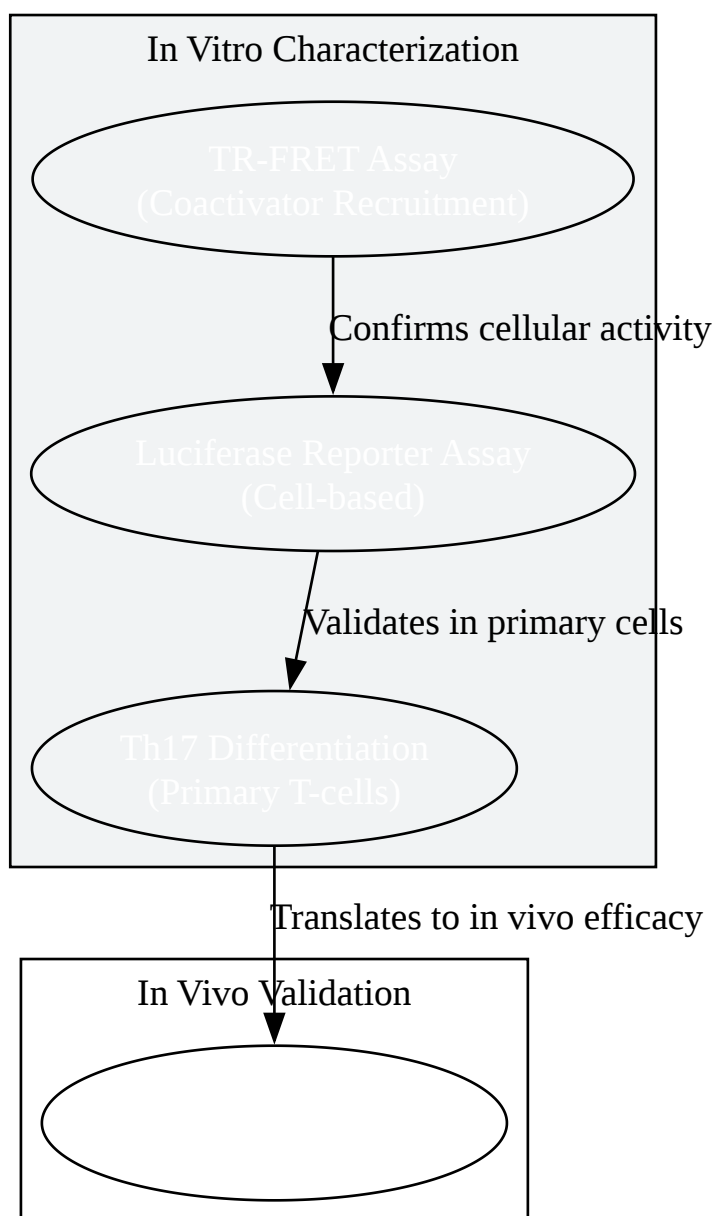 In Vitro Characterization
TR-FRET Assay
(Coactivator Recruitment)
Confirms cellular activity
Luciferase Reporter Assay
(Cell-based)
Validates in primary cells
Th17 Differentiation
(Primary T-cells)
Translates to in vivo efficacy
In Vivo Validation